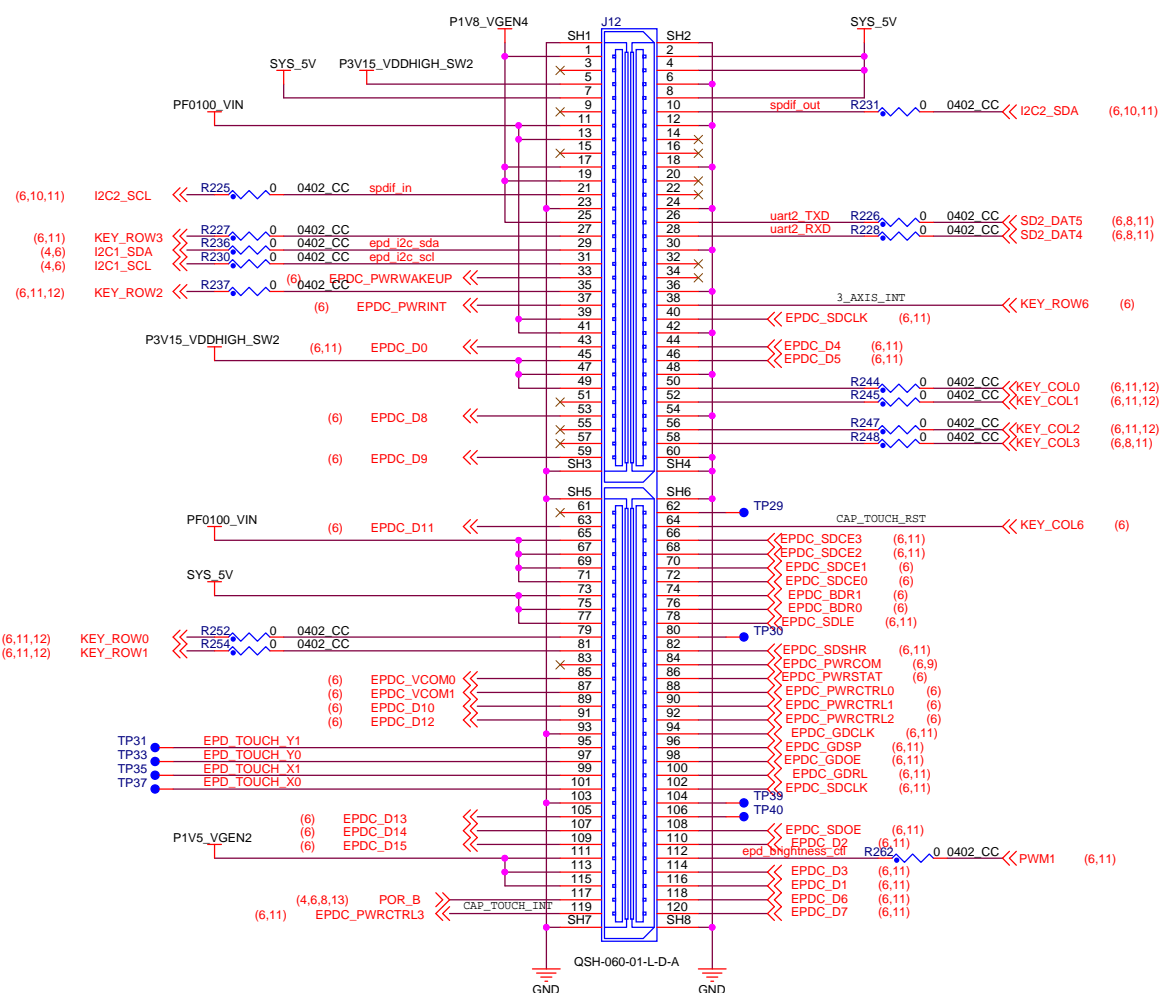 P1V8_VGEN4 J12 SYS_5V
SH1 SH2
1 2
SYS_5V P3V15_VDDHIGH_SW2 3 4
5 6
7 8
PF0100_VIN 9 10 spdif_out R231 0 0402_CC I2C2_SDA (6,10,11)
11 12
13 14
15 16
17 18
19 20
(6,10,11) I2C2_SCL R225 0 0402_CC spdif_in 21 22
23 24
25 26 uart2_TXD R226 0 0402_CC SD2_DAT5 (6,8,11)
(6,11) KEY_ROW3 R227 0 0402_CC 27 28 uart2_RXD R228 0 0402_CC SD2_DAT4 (6,8,11)
(4,6) I2C1_SDA R236 0 0402_CC epd_i2c_sda 29 30
(4,6) I2C1_SCL R230 0 0402_CC epd_i2c_scl 31 32
(6) EPDC_PWRWAKEUP 33 34
(6,11,12) KEY_ROW2 R237 0 0402_CC 35 36
(6) EPDC_PWRINT 37 38 3_AXIS_INT KEY_ROW6 (6)
39 40 EPDC_SDCLK (6,11)
41 42
P3V15_VDDHIGH_SW2 (6,11) EPDC_D0 43 44 EPDC_D4 (6,11)
45 46 EPDC_D5 (6,11)
47 48
49 50 R244 0 0402_CC KEY_COL0 (6,11,12)
51 52 R245 0 0402_CC KEY_COL1 (6,11,12)
(6) EPDC_D8 53 54
55 56 R247 0 0402_CC KEY_COL2 (6,11,12)
57 58 R248 0 0402_CC KEY_COL3 (6,8,11)
(6) EPDC_D9 59 60
SH3 SH4
SH5 SH6
61 62 TP29
PF0100_VIN (6) EPDC_D11 63 64 CAP_TOUCH_RST KEY_COL6 (6)
65 66 EPDC_SDCE3 (6,11)
67 68 EPDC_SDCE2 (6,11)
69 70 EPDC_SDCE1 (6)
SYS_5V 71 72 EPDC_SDCE0 (6)
73 74 EPDC_BDR1 (6)
75 76 EPDC_BDR0 (6)
77 78 EPDC_SDLE (6,11)
(6,11,12) KEY_ROW0 R252 0 0402_CC 79 80 TP30
(6,11,12) KEY_ROW1 R254 0 0402_CC 81 82 EPDC_SDSHR (6,11)
83 84 EPDC_PWRCOM (6,9)
(6) EPDC_VCOM0 85 86 EPDC_PWRSTAT (6)
(6) EPDC_VCOM1 87 88 EPDC_PWRCTRL0 (6)
(6) EPDC_D10 89 90 EPDC_PWRCTRL1 (6)
(6) EPDC_D12 91 92 EPDC_PWRCTRL2 (6)
93 94 EPDC_GDCLK (6,11)
TP31 EPD_TOUCH_Y1 95 96 EPDC_GDSP (6,11)
TP33 EPD_TOUCH_Y0 97 98 EPDC_GDOE (6,11)
TP35 EPD_TOUCH_X1 99 100 EPDC_GDRL (6,11)
TP37 EPD_TOUCH_X0 101 102 EPDC_SDCLK (6,11)
103 104 TP39
(6) EPDC_D13 105 106 TP40
(6) EPDC_D14 107 108 EPDC_SDOE (6,11)
P1V5_VGEN2 (6) EPDC_D15 109 110 EPDC_D2 (6,11)
111 112 epd_brightness_ctl R262 0 0402_CC PWM1 (6,11)
113 114 EPDC_D3 (6,11)
115 116 EPDC_D1 (6,11)
(4,6,8,13) POR_B 117 118 EPDC_D6 (6,11)
(6,11) EPDC_PWRCTRL3 CAP_TOUCH_INT 119 120 EPDC_D7 (6,11)
SH7 SH8
QSH-060-01-L-D-A
GND GND